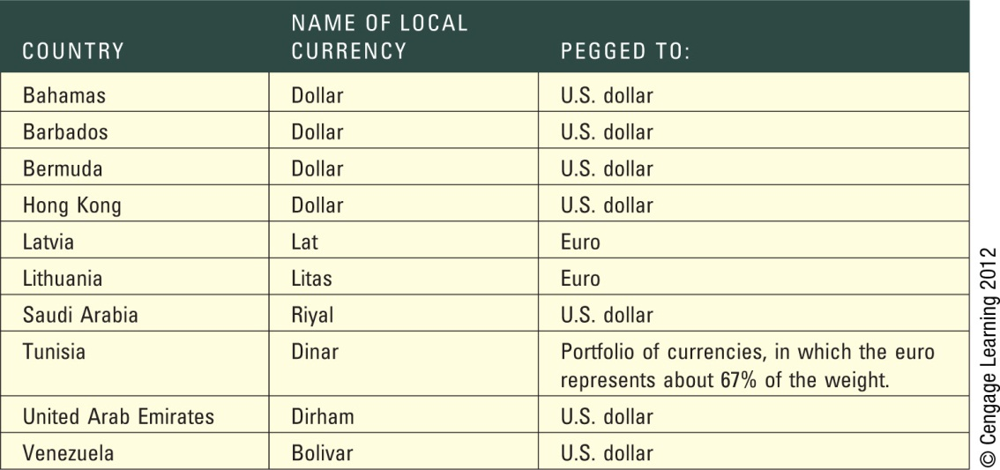 COUNTRY NAME OF LOCAL CURRENCY PEGGED TO:
Bahamas Dollar U.S. dollar
Barbados Dollar U.S. dollar
Bermuda Dollar U.S. dollar
Hong Kong Dollar U.S. dollar
Latvia Lat Euro
Lithuania Litas Euro
Saudi Arabia Riyal U.S. dollar
Tunisia Dinar Portfolio of currencies, in which the euro
represents about 67% of the weight.
United Arab Emirates Dirham U.S. dollar
Venezuela Bolivar U.S. dollar
© Cengage Learning 2012